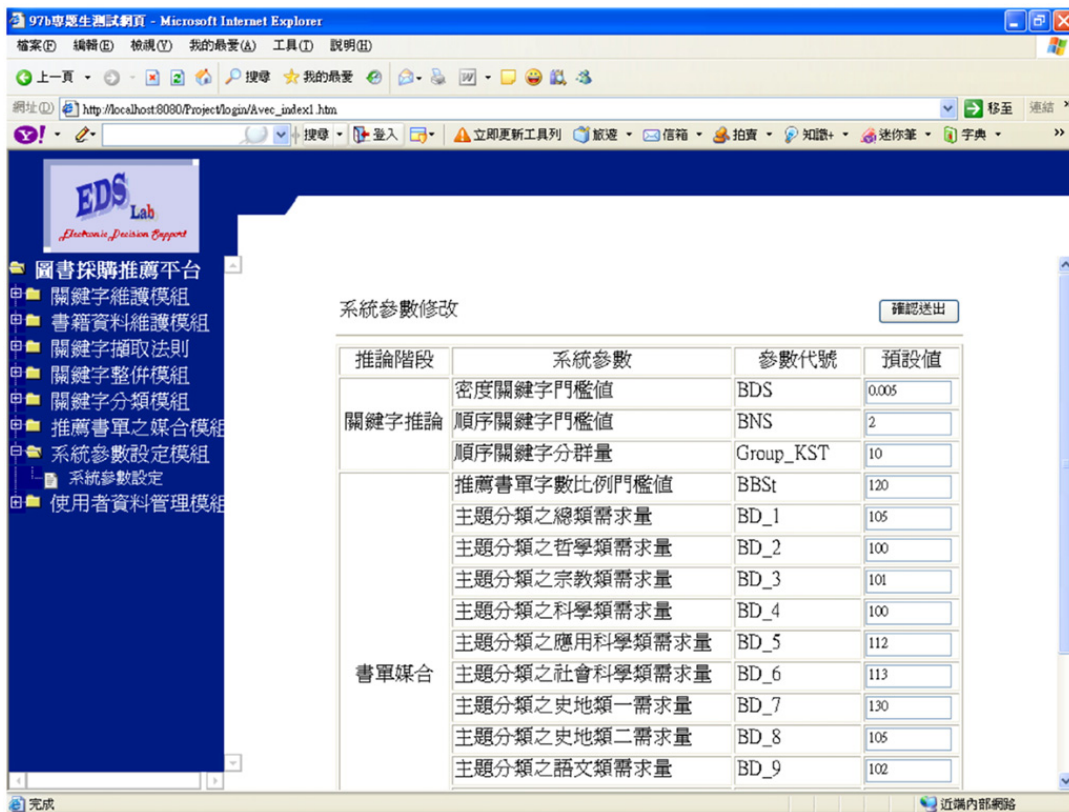 97b專題生測試網頁 - Microsoft Internet Explorer
檔案(F) 編輯(E) 檢視(V) 我的最愛(A) 工具(T) 說明(H)
上一頁 搜尋 我的最愛
網址(D) http://localhost:8080/Project/login/Avec_index1.htm 移至 連結 »
Y! 搜尋 登入 立即更新工具列 旅遊 信箱 拍賣 知識+ 迷你筆 字典 »
EDS
Lab
Electronic Decision Support
圖書採購推薦平台
關鍵字維護模組
書籍資料維護模組
關鍵字擷取法則
關鍵字整併模組
關鍵字分類模組
推薦書單之媒合模組
系統參數設定模組
系統參數設定
使用者資料管理模組
系統參數修改 確認送出
推論階段 系統參數 參數代號 預設值
關鍵字推論
密度關鍵字門檻值 BDS 0.005
順序關鍵字門檻值 BNS 2
順序關鍵字分群量 Group_KST 10
書單媒合
推薦書單字數比例門檻值 BBSt 120
主題分類之總類需求量 BD_1 105
主題分類之哲學類需求量 BD_2 100
主題分類之宗教類需求量 BD_3 101
主題分類之科學類需求量 BD_4 100
主題分類之應用科學類需求量 BD_5 112
主題分類之社會科學類需求量 BD_6 113
主題分類之史地類一需求量 BD_7 130
主題分類之史地類二需求量 BD_8 105
主題分類之語文類需求量 BD_9 102
完成 近端內部網路